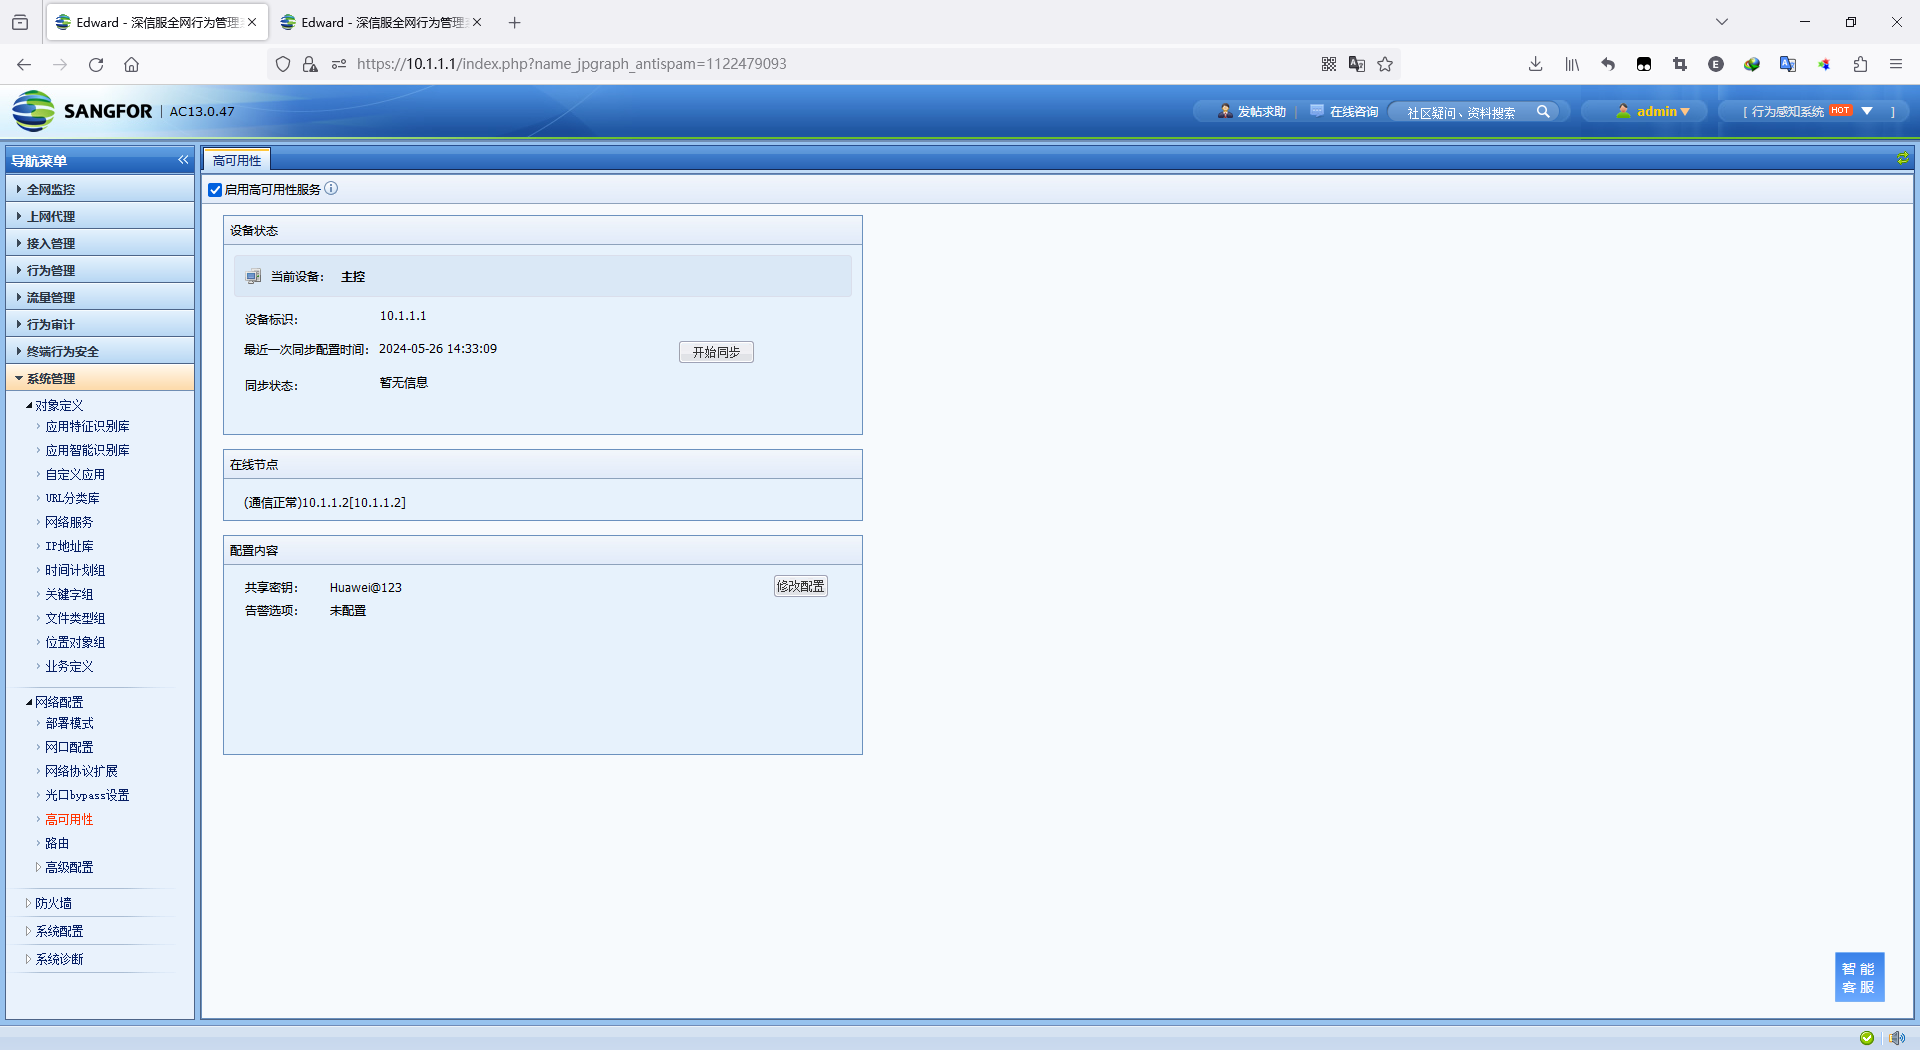 Edward - 深信服全网行为管理
Edward - 深信服全网行为管理
https://10.1.1.1/index.php?name_jpgraph_antispam=1122479093
SANGFOR | AC13.0.47
发帖求助
在线咨询
社区疑问、资料搜索
admin
[ 行为感知系统 HOT ]
导航菜单
全网监控
上网代理
接入管理
行为管理
流量管理
行为审计
终端行为安全
系统管理
对象定义
应用特征识别库
应用智能识别库
自定义应用
URL分类库
网络服务
IP地址库
时间计划组
关键字组
文件类型组
位置对象组
业务定义
网络配置
部署模式
网口配置
网络协议扩展
光口bypass设置
高可用性
路由
高级配置
防火墙
系统配置
系统诊断
高可用性
启用高可用性服务
设备状态
当前设备： 主控
设备标识： 10.1.1.1
最近一次同步配置时间： 2024-05-26 14:33:09
开始同步
同步状态： 暂无信息
在线节点
(通信正常)10.1.1.2[10.1.1.2]
配置内容
共享密钥： Huawei@123
修改配置
告警选项： 未配置
智能
客服